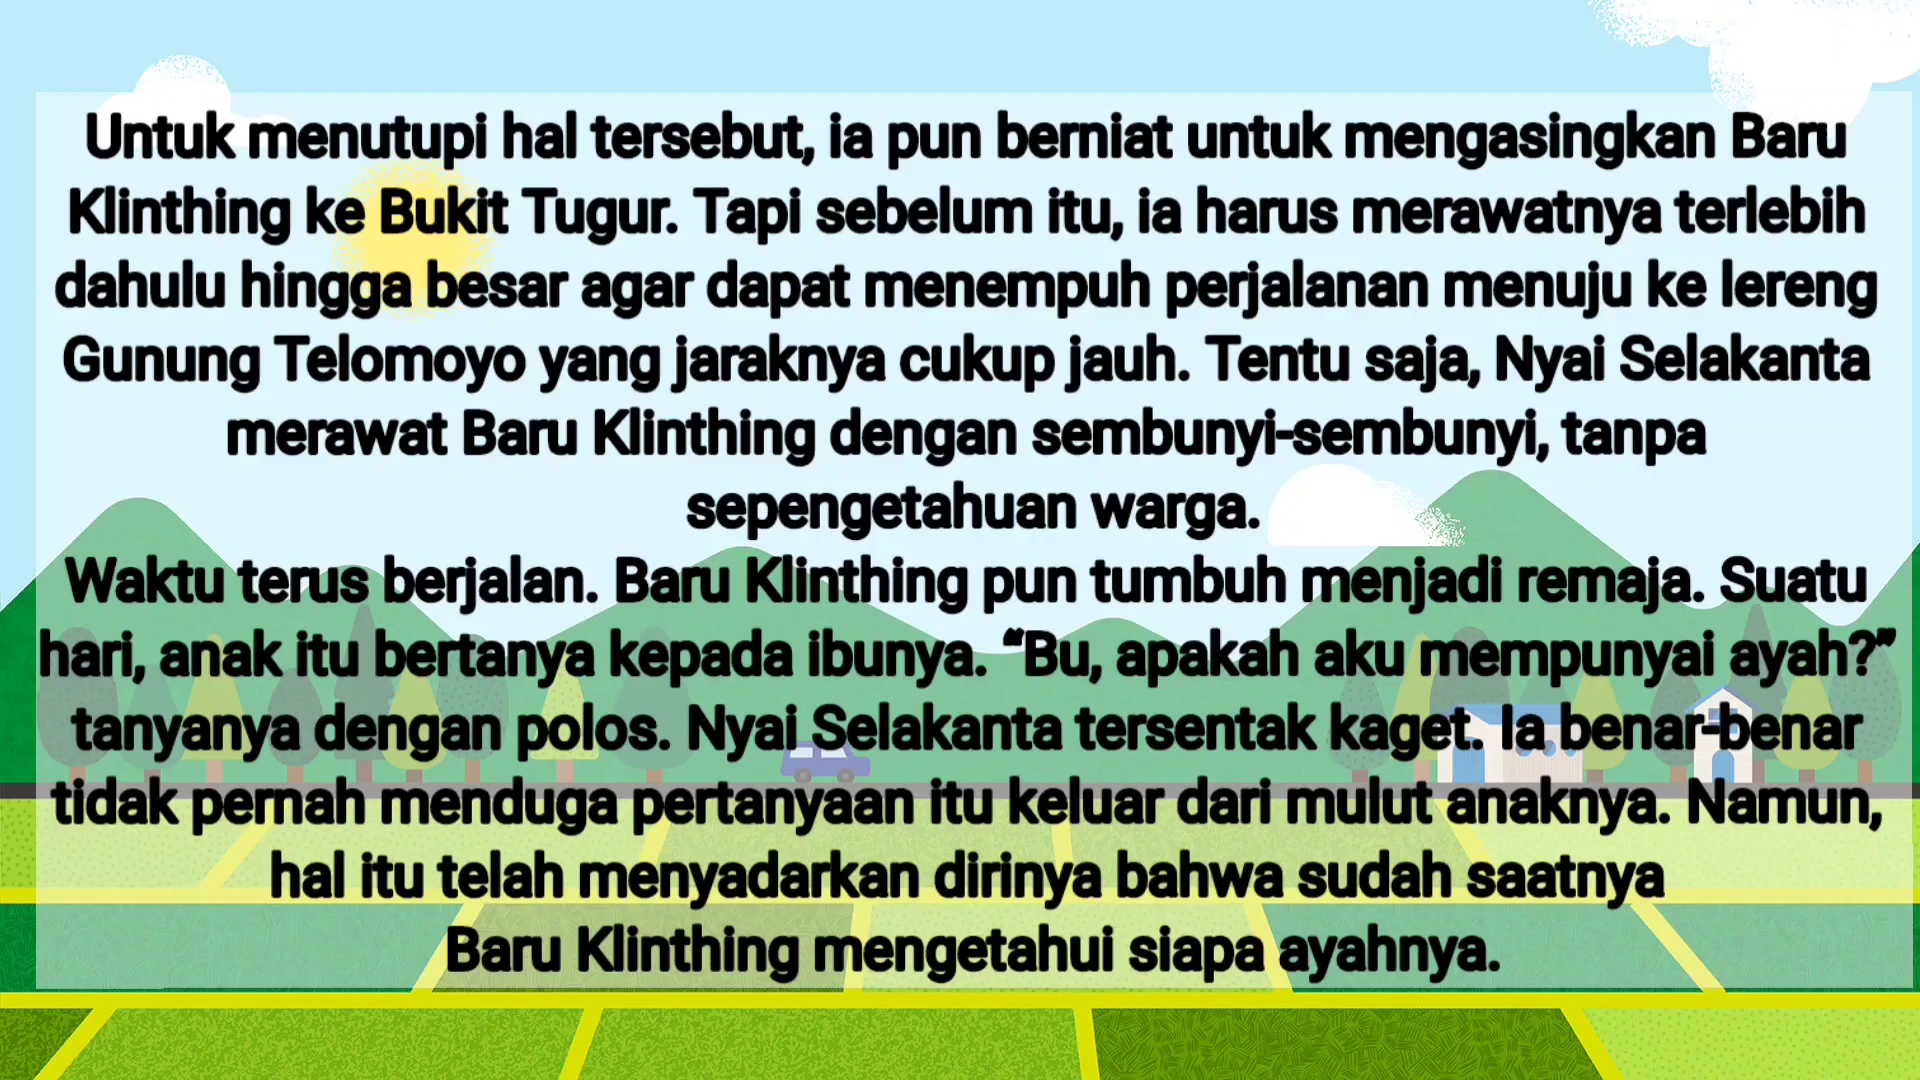 Untuk menutupi hal tersebut, ia pun berniat untuk mengasingkan Baru
Klinthing ke Bukit Tugur. Tapi sebelum itu, ia harus merawatnya terlebih
dahulu hingga besar agar dapat menempuh perjalanan menuju ke lereng
Gunung Telomoyo yang jaraknya cukup jauh. Tentu saja, Nyai Selakanta
merawat Baru Klinthing dengan sembunyi-sembunyi, tanpa
sepengetahuan warga.
Waktu terus berjalan. Baru Klinthing pun tumbuh menjadi remaja. Suatu
hari, anak itu bertanya kepada ibunya. “Bu, apakah aku mempunyai ayah?”
tanyanya dengan polos. Nyai Selakanta tersentak kaget. Ia benar-benar
tidak pernah menduga pertanyaan itu keluar dari mulut anaknya. Namun,
hal itu telah menyadarkan dirinya bahwa sudah saatnya
Baru Klinthing mengetahui siapa ayahnya.